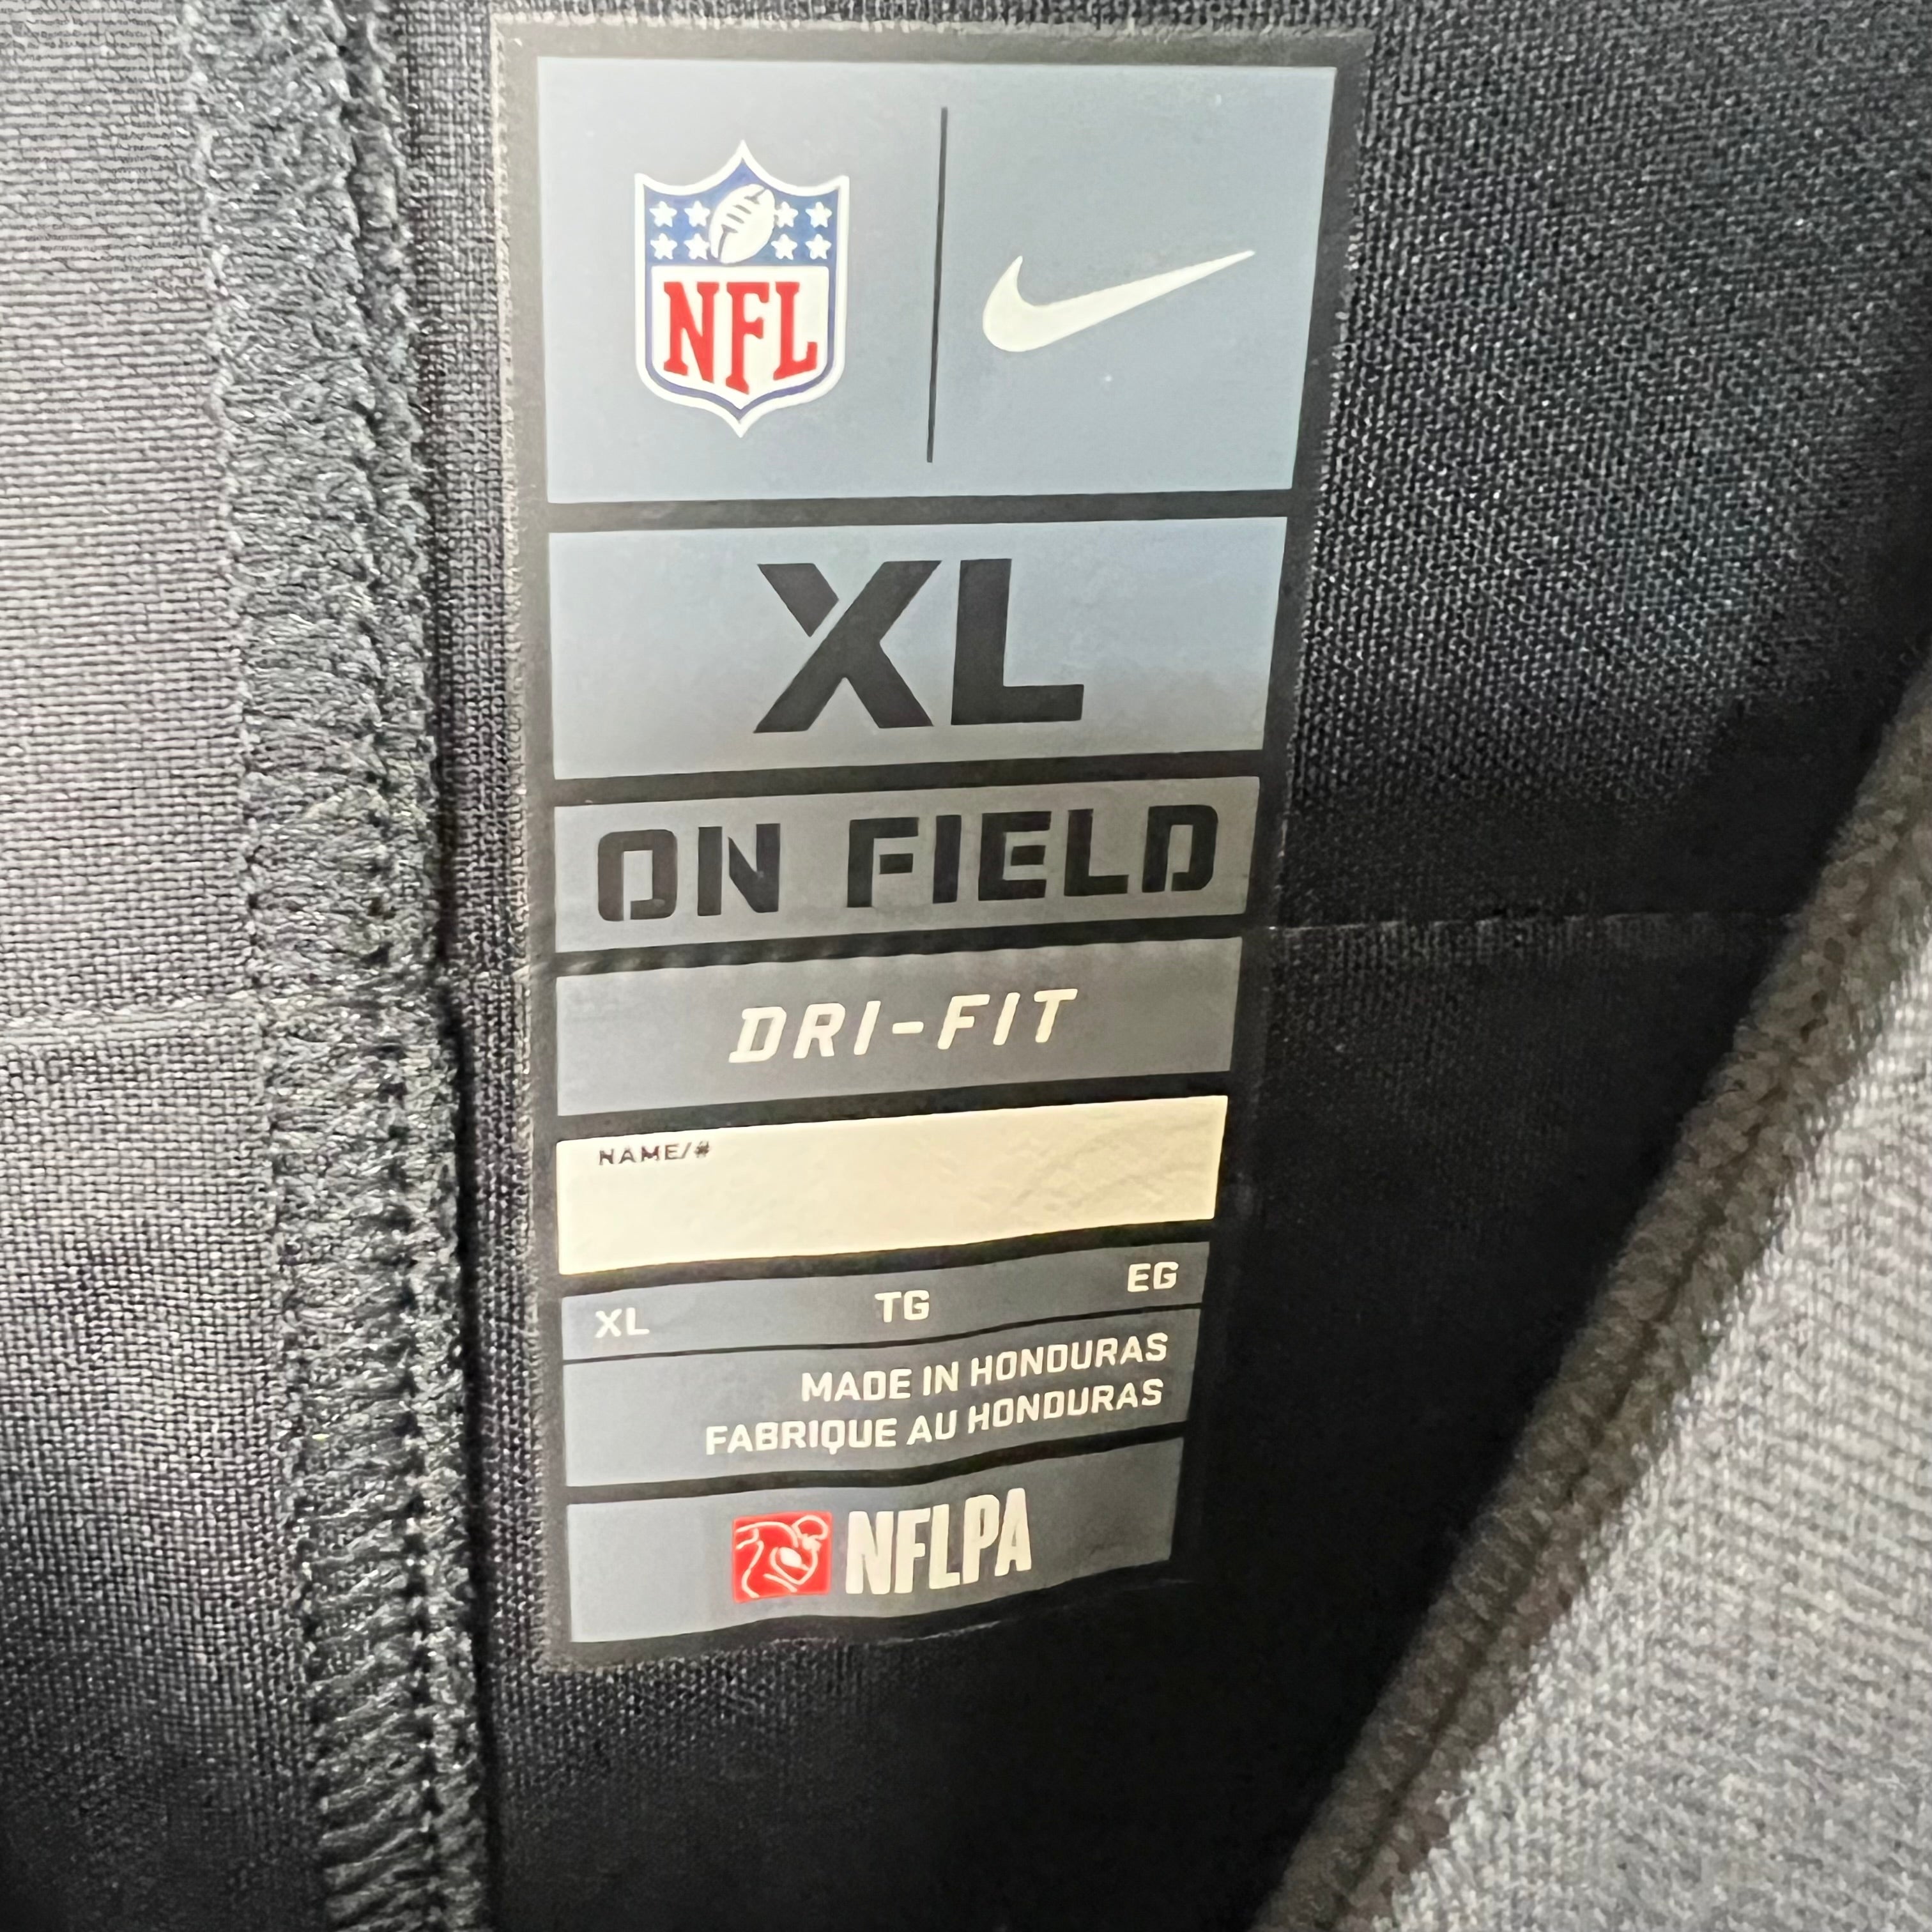 NFL
XL
ON FIELD
DRI-FIT
NAME/#
XL TG EG
MADE IN HONDURAS
FABRIQUE AU HONDURAS
NFLPA